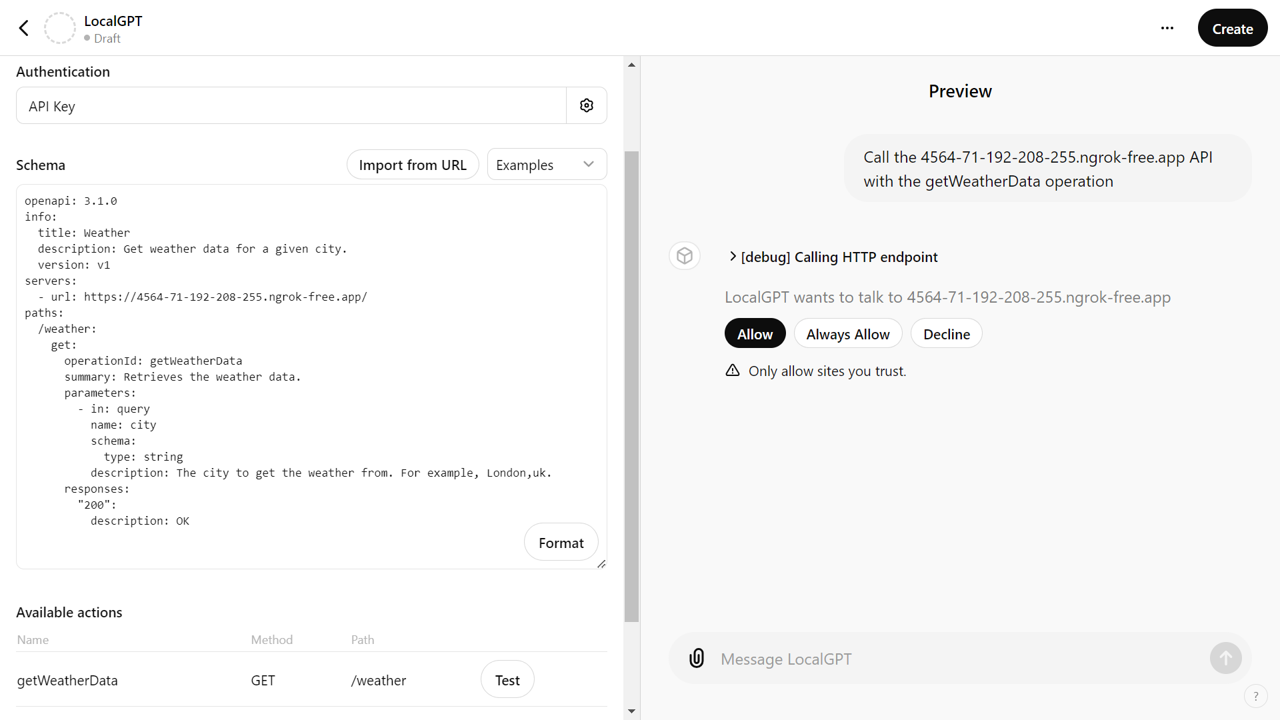 LocalGPT
Draft
Create
Authentication
API Key
Schema
Import from URL
Examples
openapi: 3.1.0
info:
  title: Weather
  description: Get weather data for a given city.
  version: v1
servers:
  - url: https://4564-71-192-208-255.ngrok-free.app/
paths:
  /weather:
    get:
      operationId: getWeatherData
      summary: Retrieves the weather data.
      parameters:
        - in: query
          name: city
          schema:
            type: string
          description: The city to get the weather from. For example, London,uk.
      responses:
        "200":
          description: OK
Format
Available actions
Name Method Path
getWeatherData GET /weather Test
Preview
Call the 4564-71-192-208-255.ngrok-free.app API
with the getWeatherData operation
[debug] Calling HTTP endpoint
LocalGPT wants to talk to 4564-71-192-208-255.ngrok-free.app
Allow Always Allow Decline
Only allow sites you trust.
Message LocalGPT
?